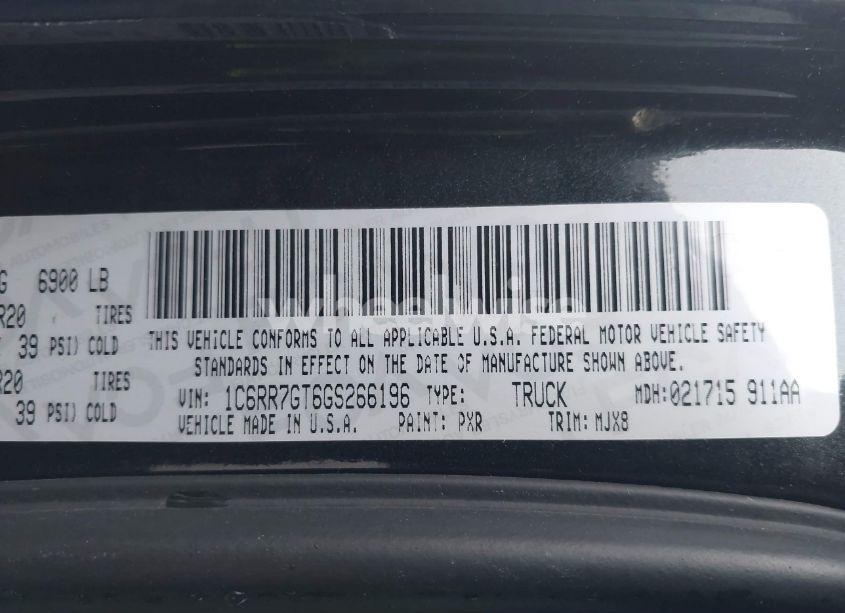 G 6900 LB
R20 TIRES
39 PSI) COLD
R20 TIRES
39 PSI) COLD
THIS VEHICLE CONFORMS TO ALL APPLICABLE U.S.A. FEDERAL MOTOR VEHICLE SAFETY
STANDARDS IN EFFECT ON THE DATE OF MANUFACTURE SHOWN ABOVE.
VIN: 1C6RR7GT6GS266196 TYPE: TRUCK MDH:021715 911AA
VEHICLE MADE IN U.S.A. PAINT: PXR TRIM: MJX8
wheelwise